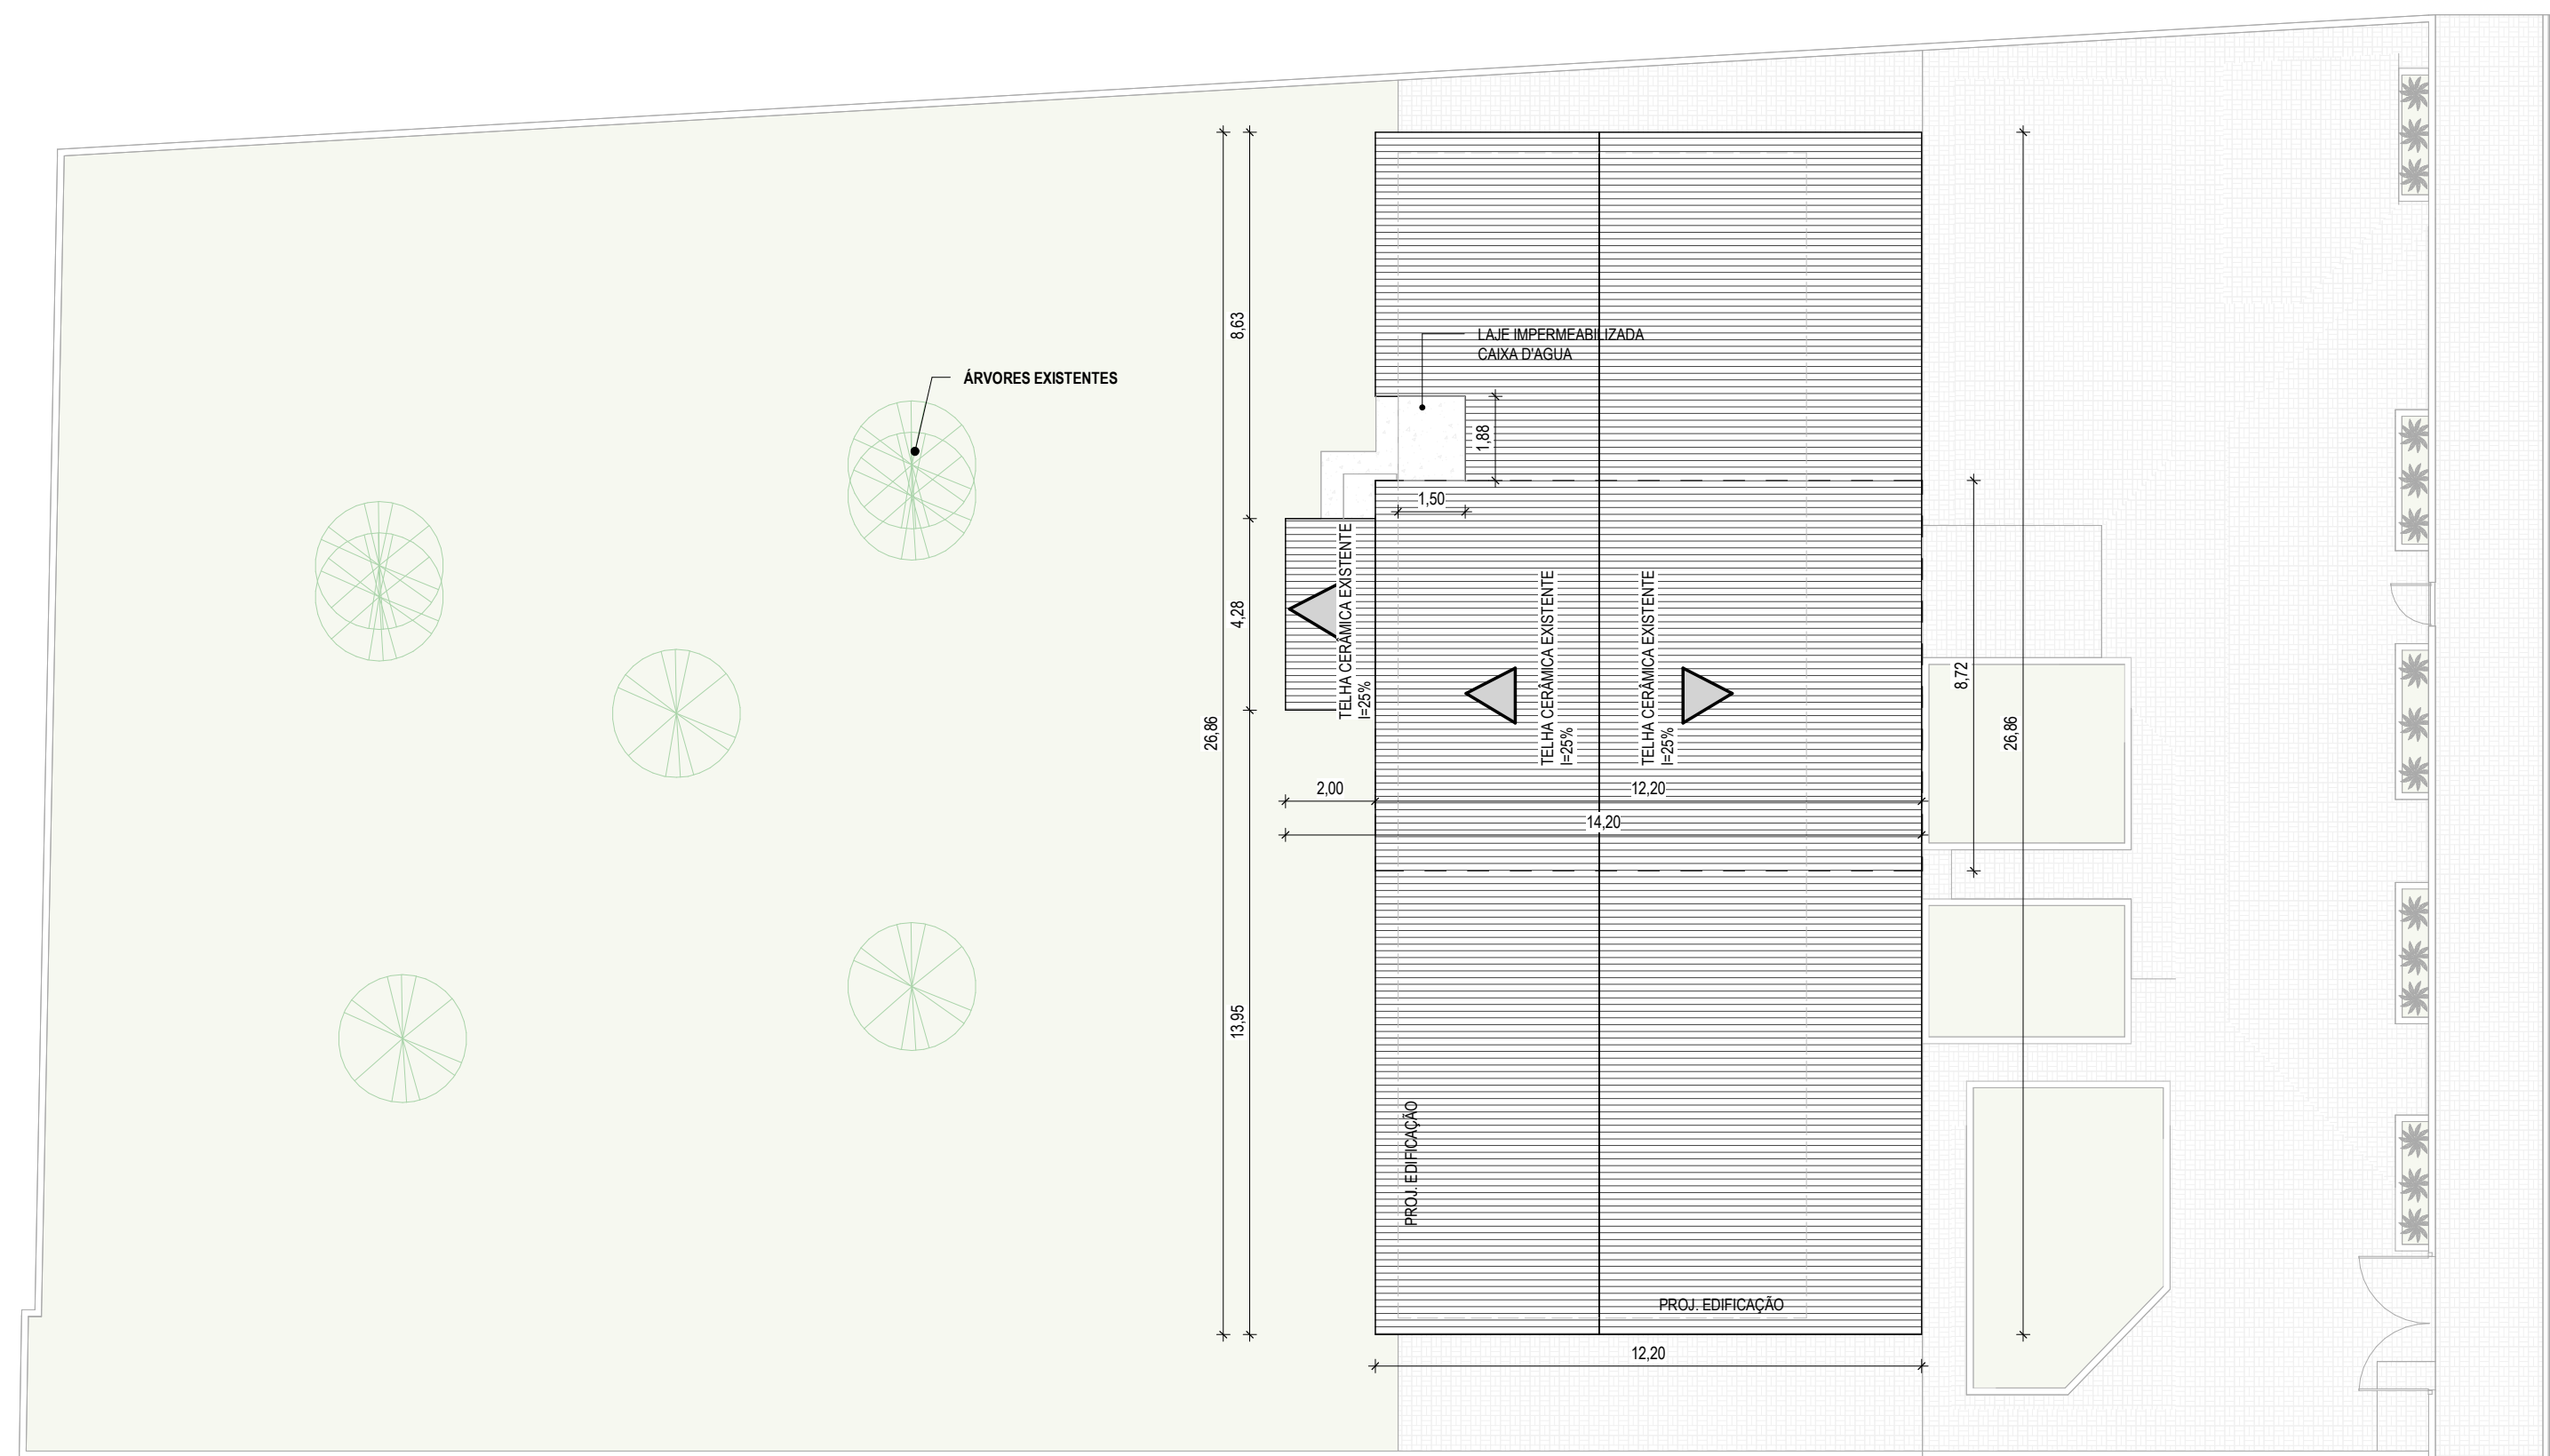 LAJE IMPERMEABILIZADA
CAIXA D'AGUA
ÁRVORES EXISTENTES
8,63
1,88
1,50
4,28
TELHA CERÂMICA EXISTENTE
I=25%
TELHA CERÂMICA EXISTENTE
I=25%
TELHA CERÂMICA EXISTENTE
I=25%
8,72
26,86
26,86
2,00
12,20
14,20
13,95
PROJ. EDIFICAÇÃO
PROJ. EDIFICAÇÃO
12,20